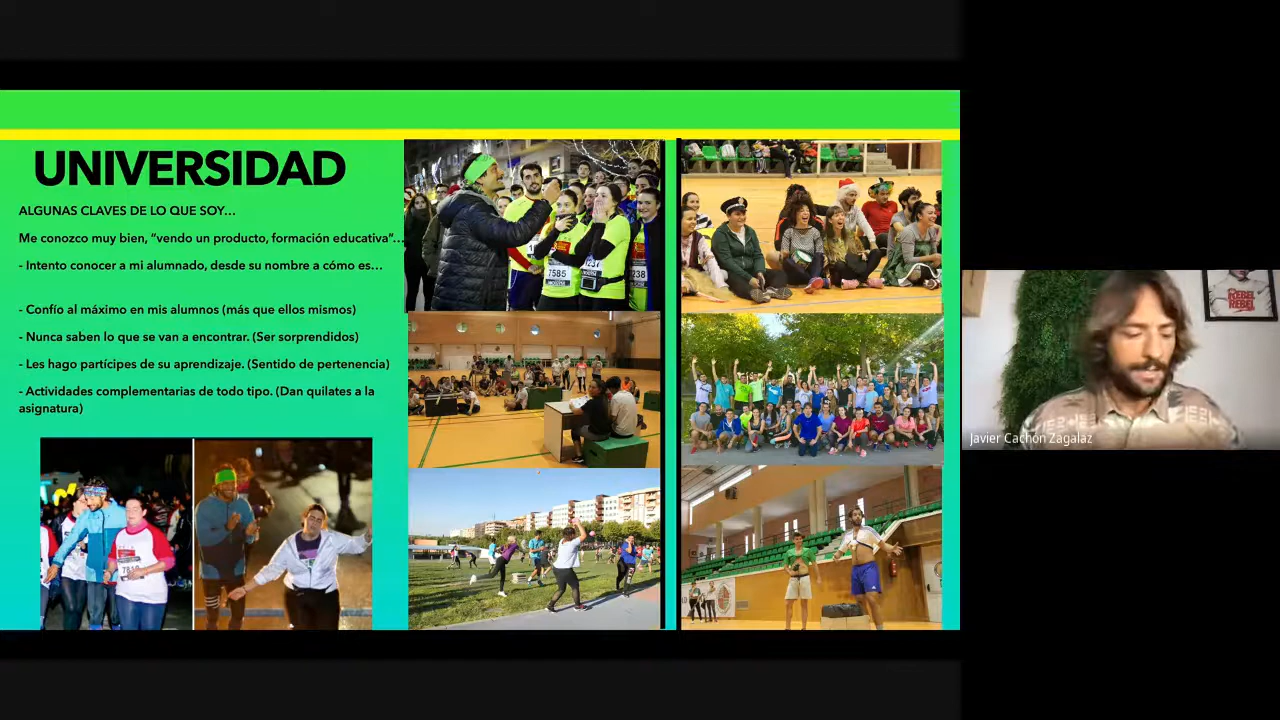 UNIVERSIDAD
ALGUNAS CLAVES DE LO QUE SOY...
Me conozco muy bien, “vendo un producto, formación educativa”...
- Intento conocer a mi alumnado, desde su nombre a cómo es...
- Confío al máximo en mis alumnos (más que ellos mismos)
- Nunca saben lo que se van a encontrar. (Ser sorprendidos)
- Les hago partícipes de su aprendizaje. (Sentido de pertenencia)
- Actividades complementarias de todo tipo. (Dan quilates a la
asignatura)
7585
REBEL
REBEL
Javier Cachón Zagalaz